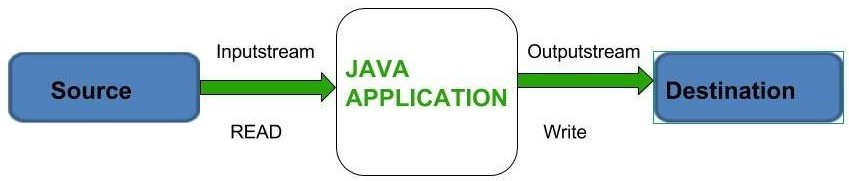 Source
Inputstream
READ
JAVA
APPLICATION
Outputstream
Write
Destination